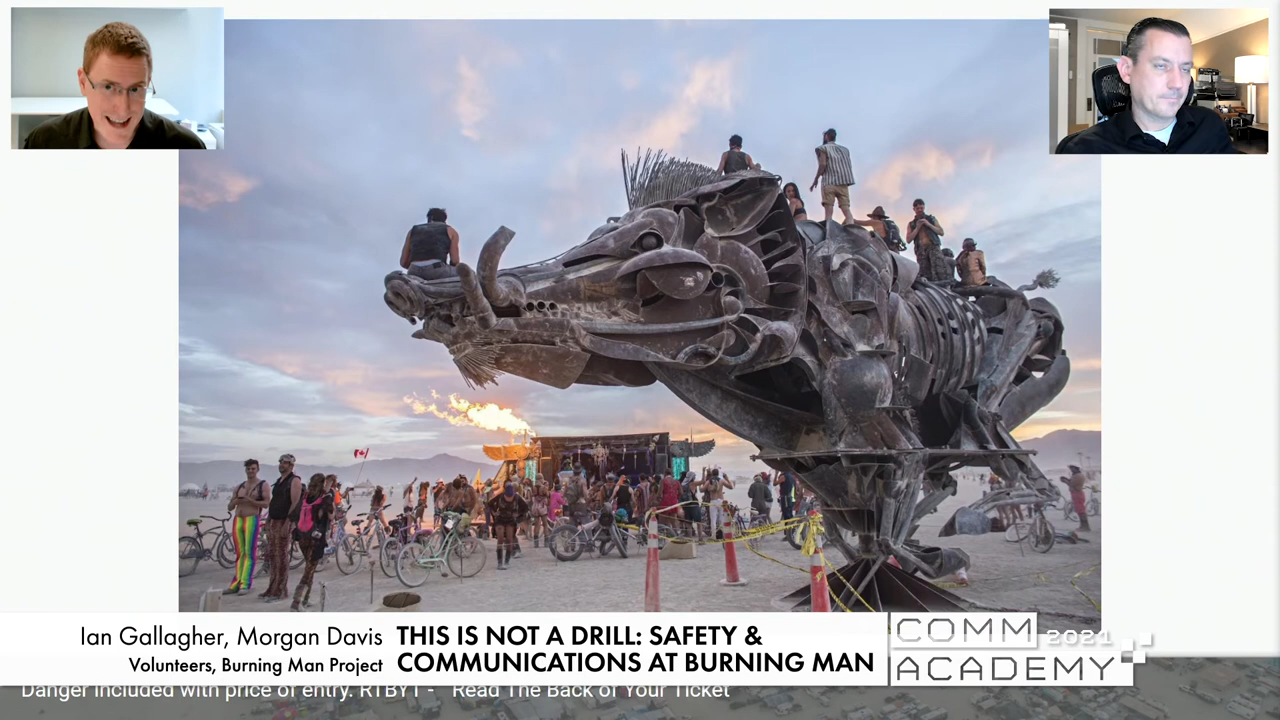 Ian Gallagher, Morgan Davis
Volunteers, Burning Man Project
THIS IS NOT A DRILL: SAFETY &
COMMUNICATIONS AT BURNING MAN
COMM 2021
ACADEMY
Danger included with price of entry. RTBYT - Read The Back of Your Ticket